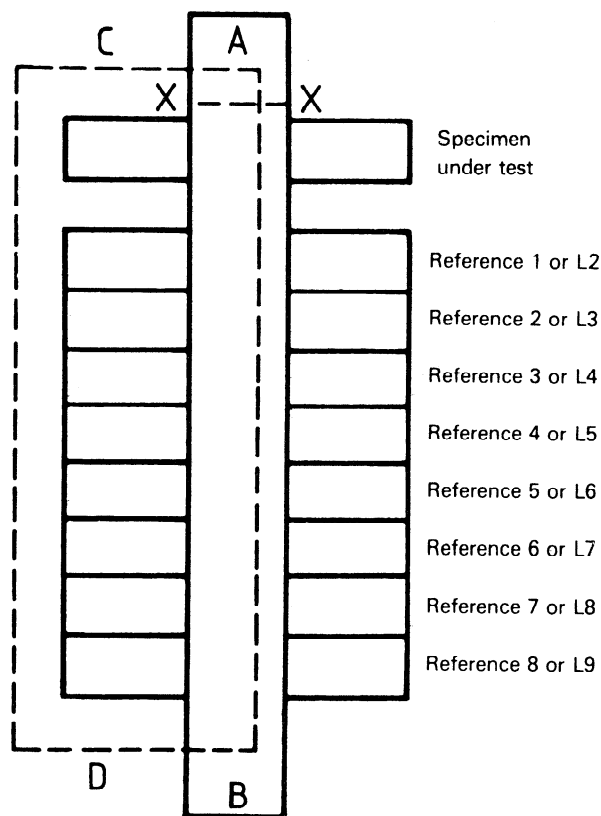 C
A
X
X
Specimen
under test
Reference 1 or L2
Reference 2 or L3
Reference 3 or L4
Reference 4 or L5
Reference 5 or L6
Reference 6 or L7
Reference 7 or L8
Reference 8 or L9
D
B